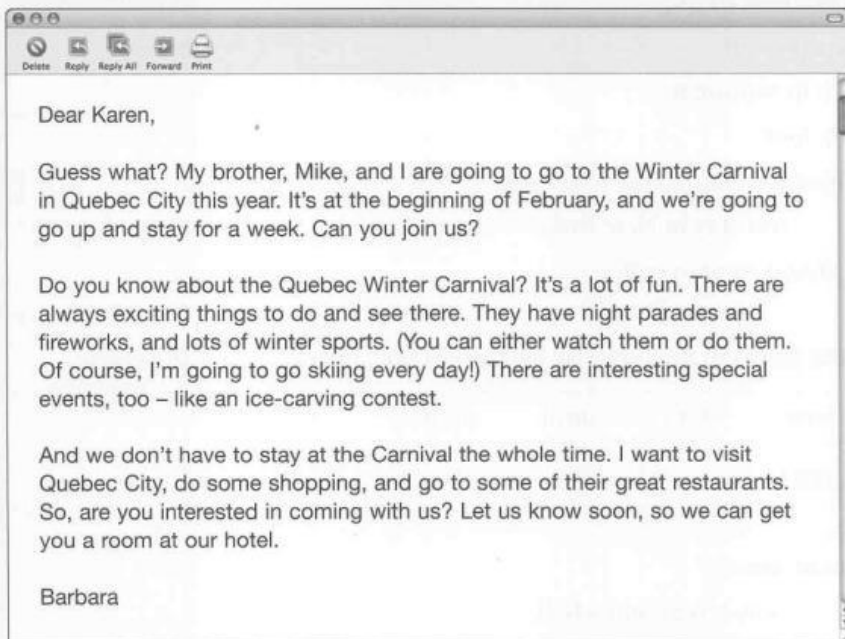 Delete Reply Reply All Forward Print
Dear Karen,
Guess what? My brother, Mike, and I are going to go to the Winter Carnival
in Quebec City this year. It's at the beginning of February, and we're going to
go up and stay for a week. Can you join us?
Do you know about the Quebec Winter Carnival? It's a lot of fun. There are
always exciting things to do and see there. They have night parades and
fireworks, and lots of winter sports. (You can either watch them or do them.
Of course, I'm going to go skiing every day!) There are interesting special
events, too – like an ice-carving contest.
And we don't have to stay at the Carnival the whole time. I want to visit
Quebec City, do some shopping, and go to some of their great restaurants.
So, are you interested in coming with us? Let us know soon, so we can get
you a room at our hotel.
Barbara